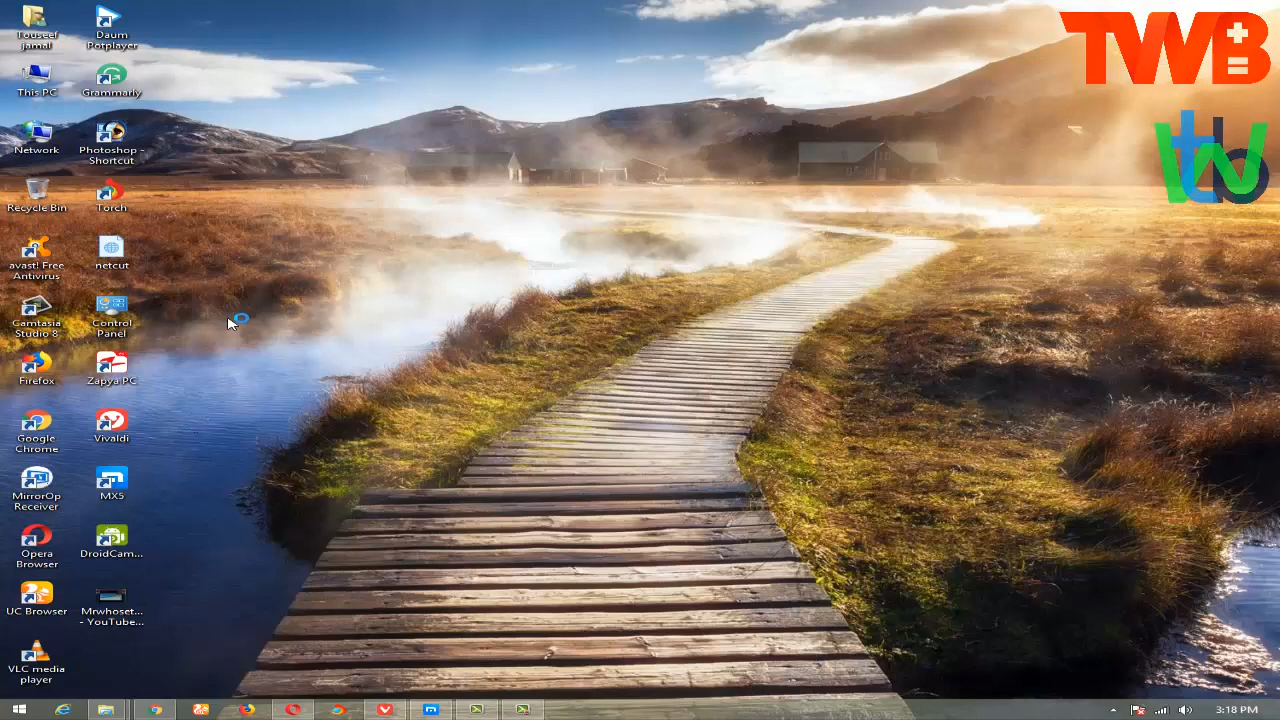 Touseef
jamal
Daum
Potplayer
This PC
Grammarly
Network
Photoshop -
Shortcut
Recycle Bin
Torch
avast! Free
Antivirus
netcut
Camtasia
Studio 8
Control
Panel
Firefox
Zapya PC
Google
Chrome
Vivaldi
MirrorOp
Receiver
MX5
Opera
Browser
DroidCam...
UC Browser
Mrwhoset...
- YouTube...
VLC media
player
TWB
twb
3:18 PM